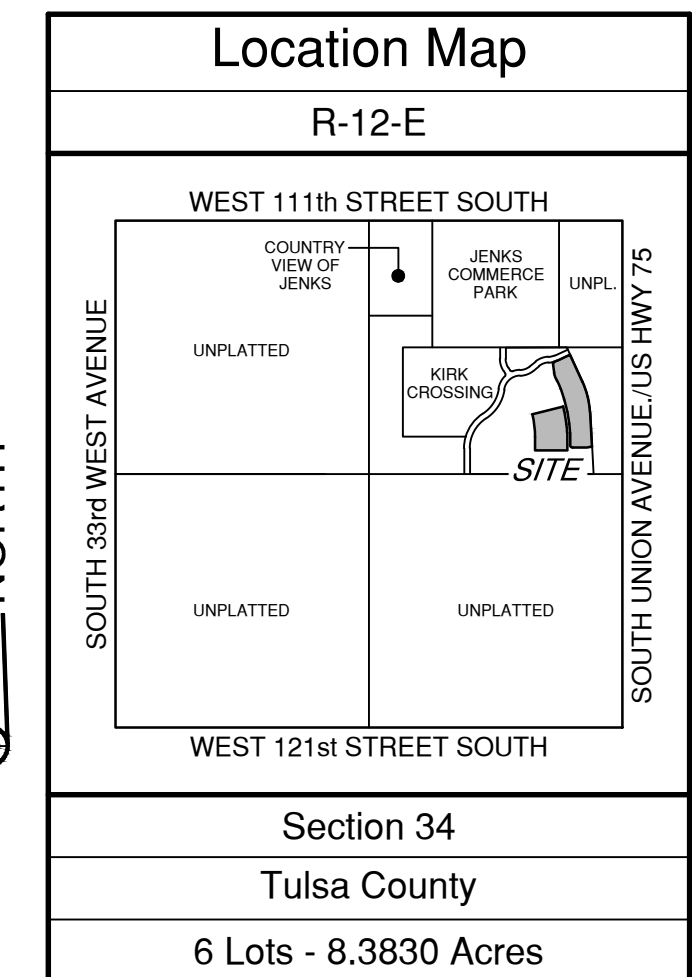 Location Map
R-12-E
WEST 111th STREET SOUTH
COUNTRY
VIEW OF
JENKS
JENKS
COMMERCE
PARK
UNPL.
UNPLATTED
KIRK
CROSSING
SITE
SOUTH 33rd WEST AVENUE
SOUTH UNION AVENUE./US HWY 75
UNPLATTED
UNPLATTED
WEST 121st STREET SOUTH
NORTH
Section 34
Tulsa County
6 Lots - 8.3830 Acres